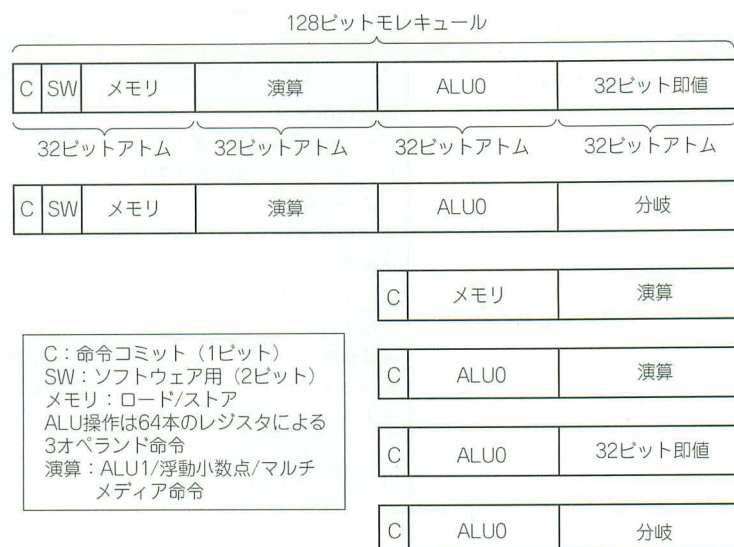 128ビットモレキュール
C SW メモリ 演算 ALU0 32ビット即値
32ビットアトム 32ビットアトム 32ビットアトム 32ビットアトム
C SW メモリ 演算 ALU0 分岐
C メモリ 演算
C ALU0 演算
C ALU0 32ビット即値
C ALU0 分岐
C：命令コミット（1ビット）
SW：ソフトウェア用（2ビット）
メモリ：ロード/ストア
ALU操作は64本のレジスタによる
3オペランド命令
演算：ALU1/浮動小数点/マルチ
メディア命令